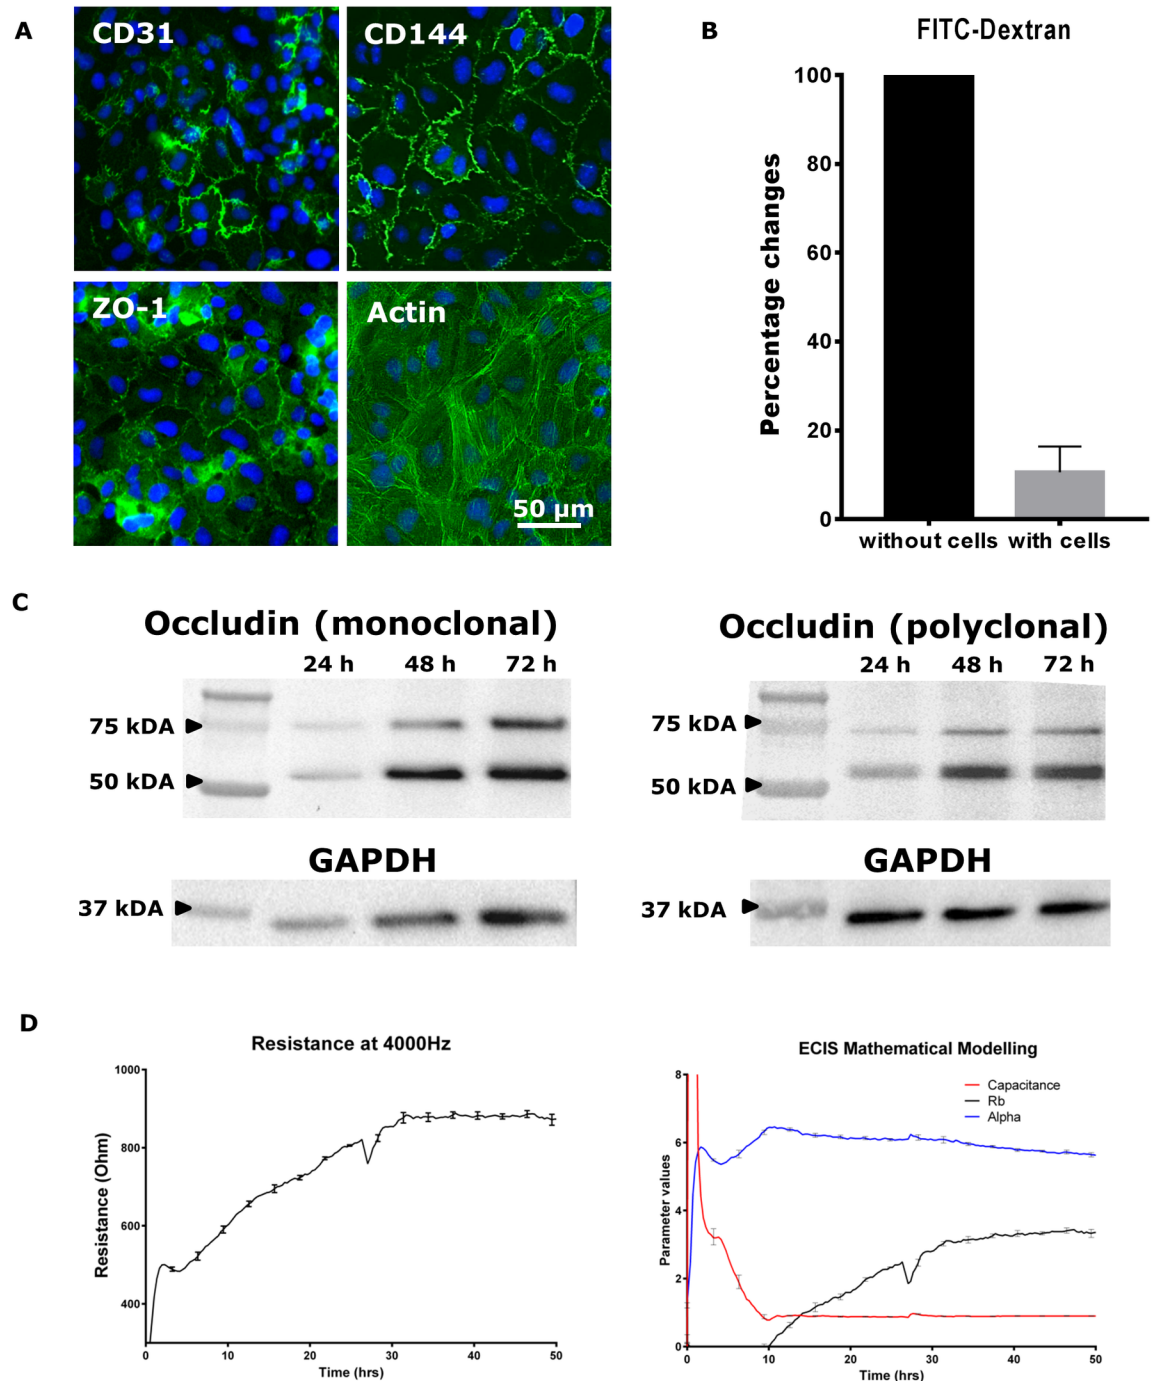 A
CD31
CD144
ZO-1
Actin
50 µm
B
FITC-Dextran
Percentage changes
100
80
60
40
20
0
without cells with cells
C
Occludin (monoclonal)
24 h 48 h 72 h
75 kDA
50 kDA
GAPDH
37 kDA
Occludin (polyclonal)
24 h 48 h 72 h
75 kDA
50 kDA
GAPDH
37 kDA
D
Resistance at 4000Hz
Resistance (Ohm)
1000
800
600
400
0 10 20 30 40 50
Time (hrs)
ECIS Mathematical Modelling
Capacitance
Rb
Alpha
Parameter values
8
6
4
2
0
0 10 20 30 40 50
Time (hrs)